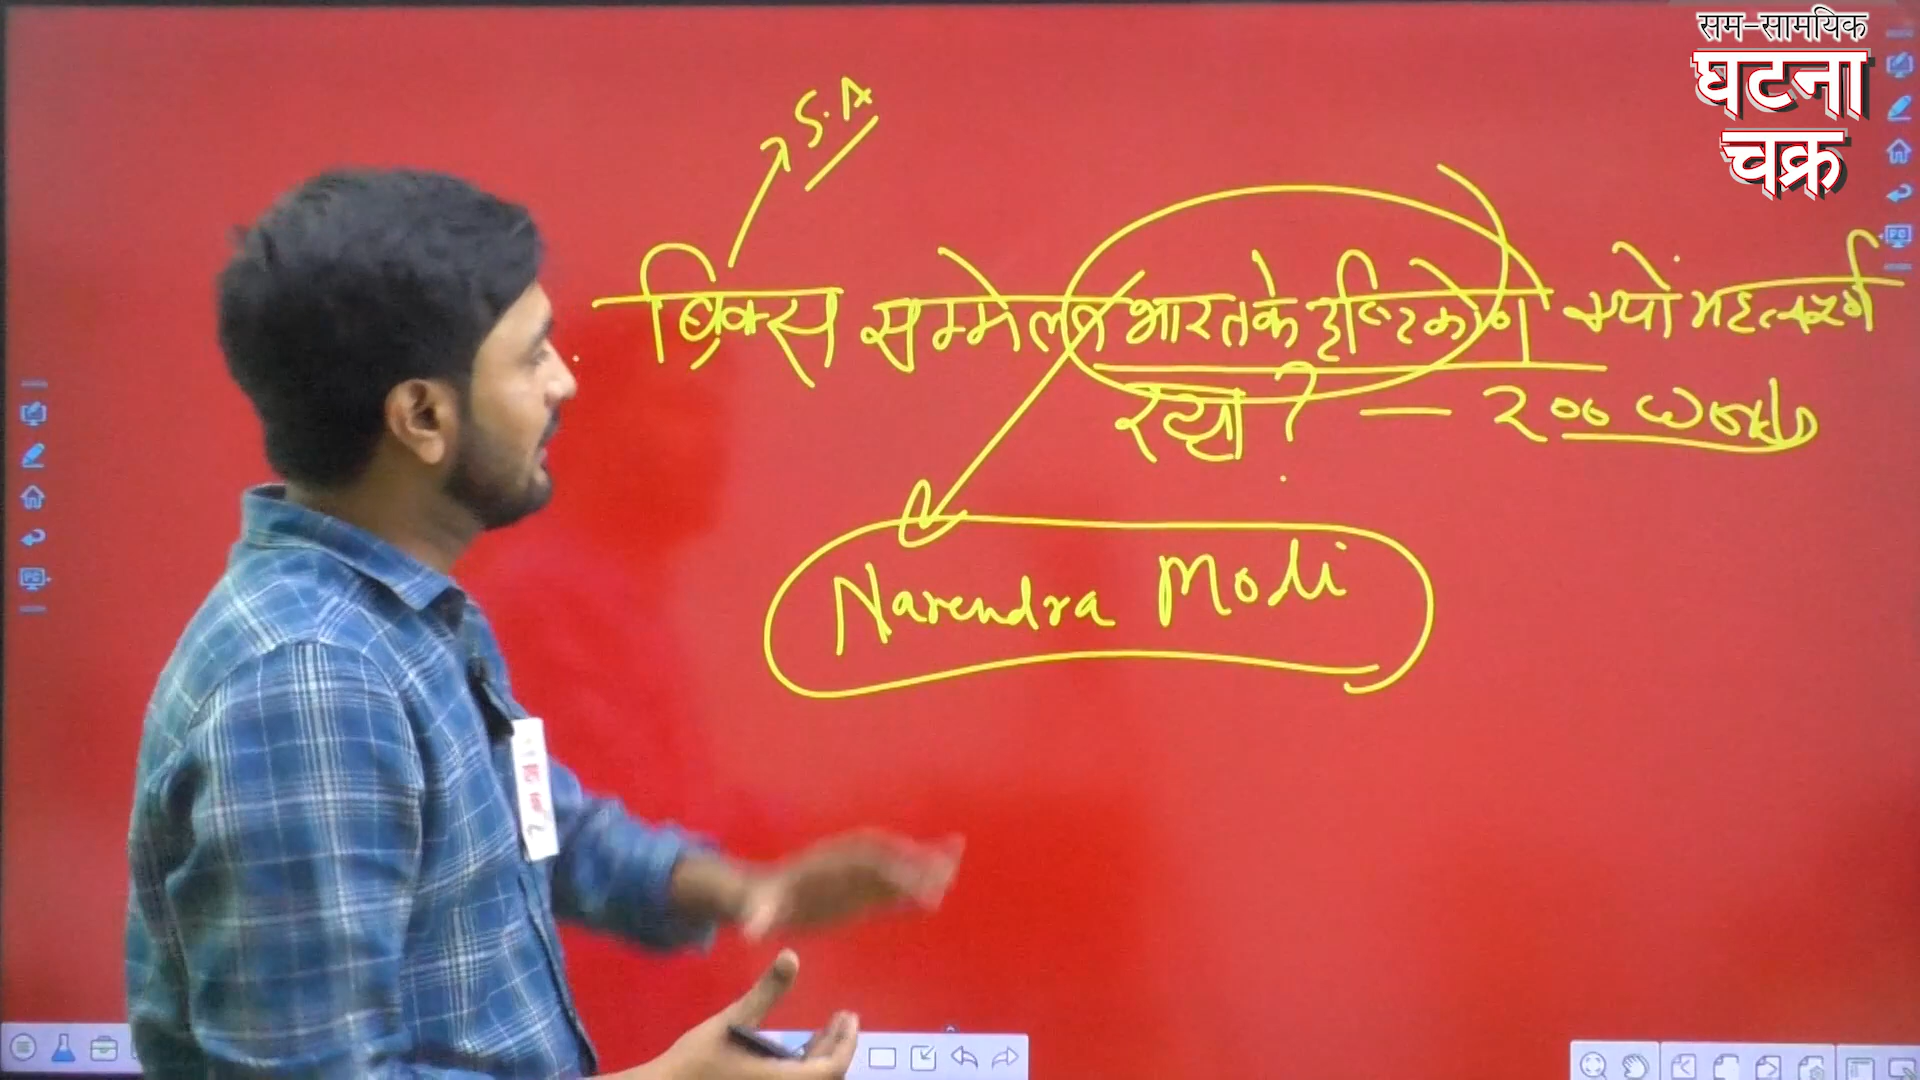 सम-सामयिक
घटना
चक्र
S.A
ब्रिक्स सम्मेलन भारत के दृष्टिकोण क्यों महत्वपूर्ण
रहा? - 200 words
Narendra Modi